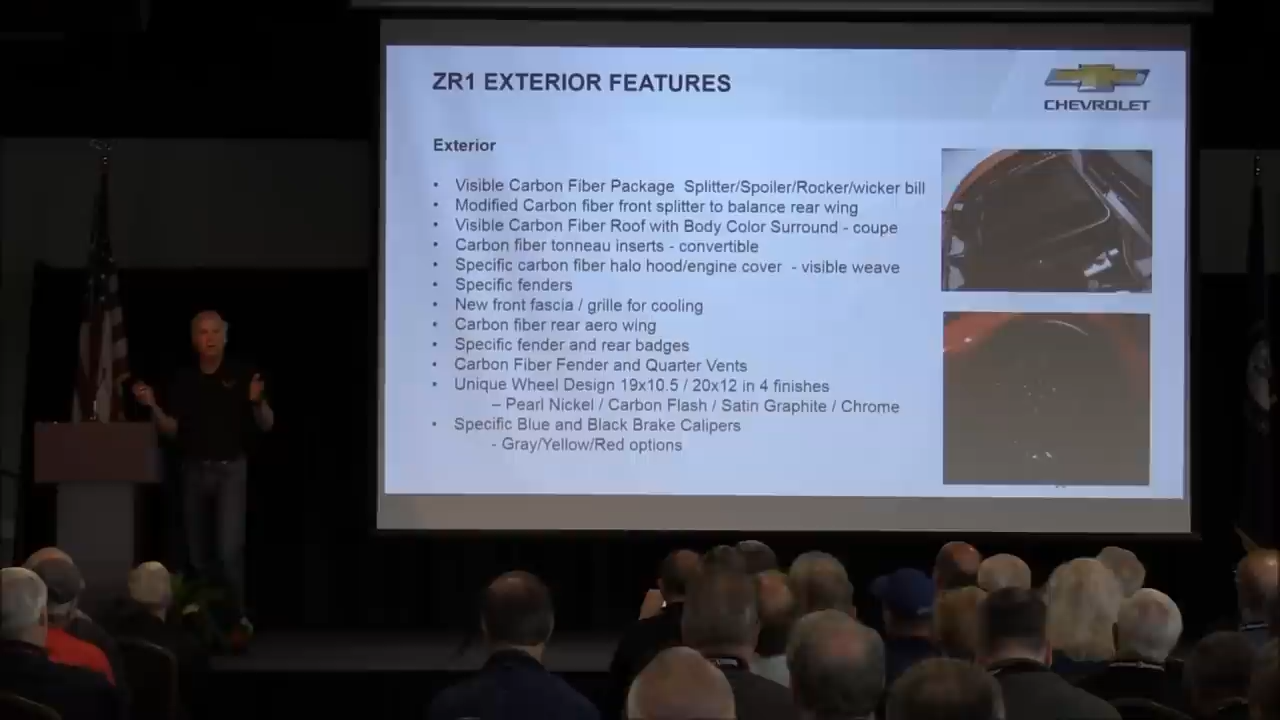 ZR1 EXTERIOR FEATURES
CHEVROLET
Exterior
• Visible Carbon Fiber Package Splitter/Spoiler/Rocker/wicker bill
• Modified Carbon fiber front splitter to balance rear wing
• Visible Carbon Fiber Roof with Body Color Surround - coupe
• Carbon fiber tonneau inserts - convertible
• Specific carbon fiber halo hood/engine cover - visible weave
• Specific fenders
• New front fascia / grille for cooling
• Carbon fiber rear aero wing
• Specific fender and rear badges
• Carbon Fiber Fender and Quarter Vents
• Unique Wheel Design 19x10.5 / 20x12 in 4 finishes
– Pearl Nickel / Carbon Flash / Satin Graphite / Chrome
• Specific Blue and Black Brake Calipers
- Gray/Yellow/Red options